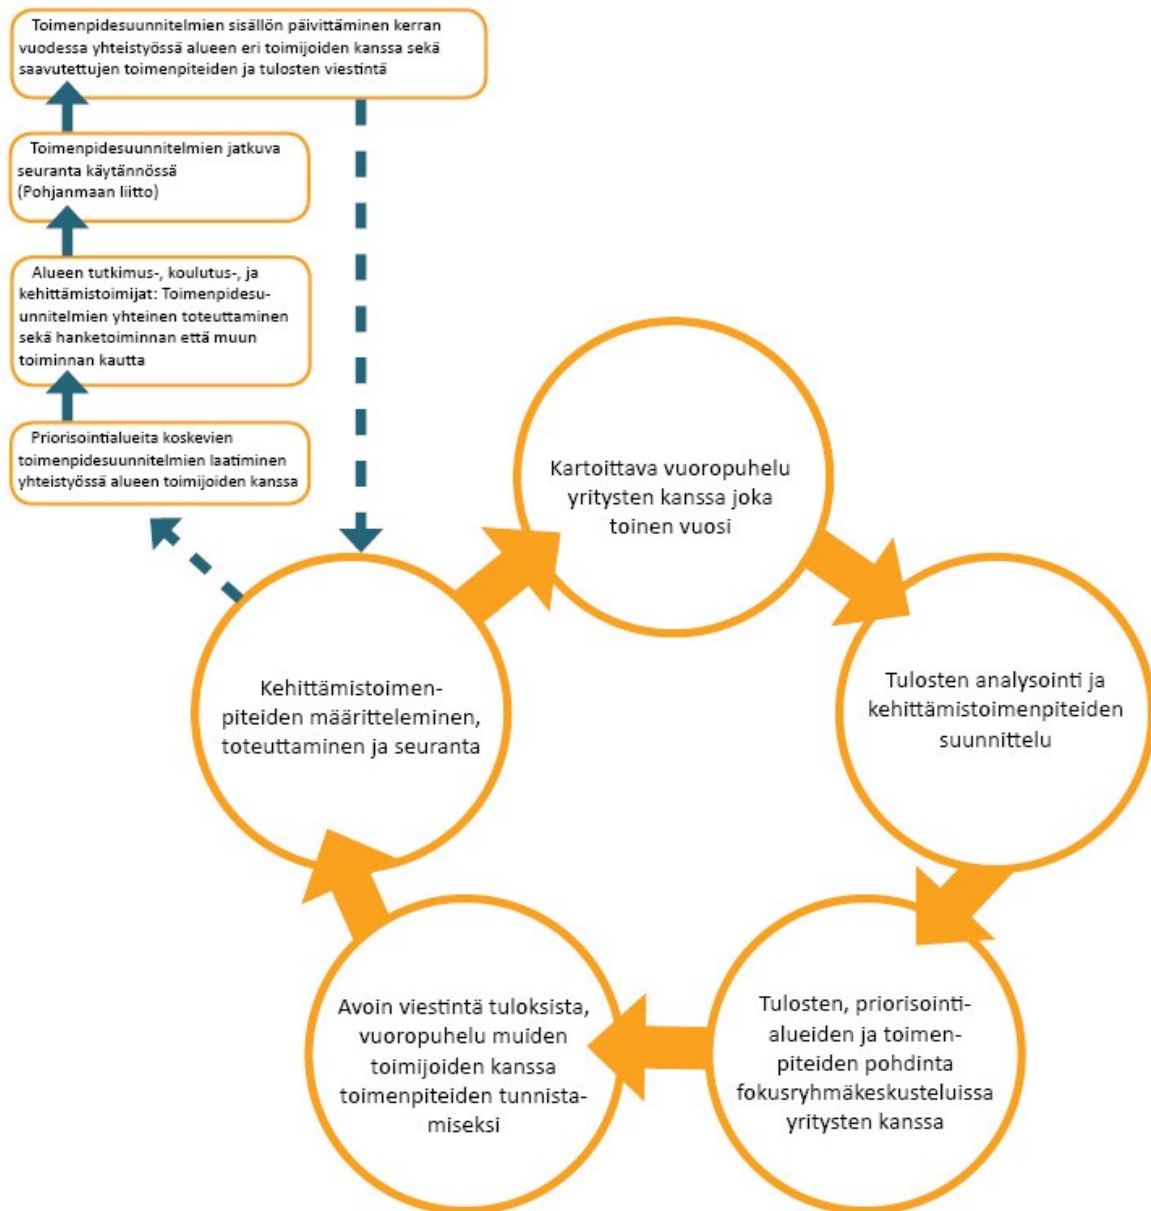 Toimenpidesuunnitelmien sisällön päivittäminen kerran
vuodessa yhteistyössä alueen eri toimijoiden kanssa sekä
saavutettujen toimenpiteiden ja tulosten viestintä
Toimenpidesuunnitelmien jatkuva
seuranta käytännössä
(Pohjanmaan liitto)
Alueen tutkimus-, koulutus-, ja
kehittämistoimijat: Toimenpidesu-
unnitelmien yhteinen toteuttaminen
sekä hanketoiminnan että muun
toiminnan kautta
Priorisointialueita koskevien
toimenpidesuunnitelmien laatiminen
yhteistyössä alueen toimijoiden kanssa
Kartoittava vuoropuhelu
yritysten kanssa joka
toinen vuosi
Tulosten analysointi ja
kehittämistoimenpiteiden
suunnittelu
Tulosten, priorisointi-
alueiden ja toimen-
piteiden pohdinta
fokusryhmäkeskusteluissa
yritysten kanssa
Avoin viestintä tuloksista,
vuoropuhelu muiden
toimijoiden kanssa
toimenpiteiden tunnista-
miseksi
Kehittämistoimen-
piteiden määritteleminen,
toteuttaminen ja seuranta